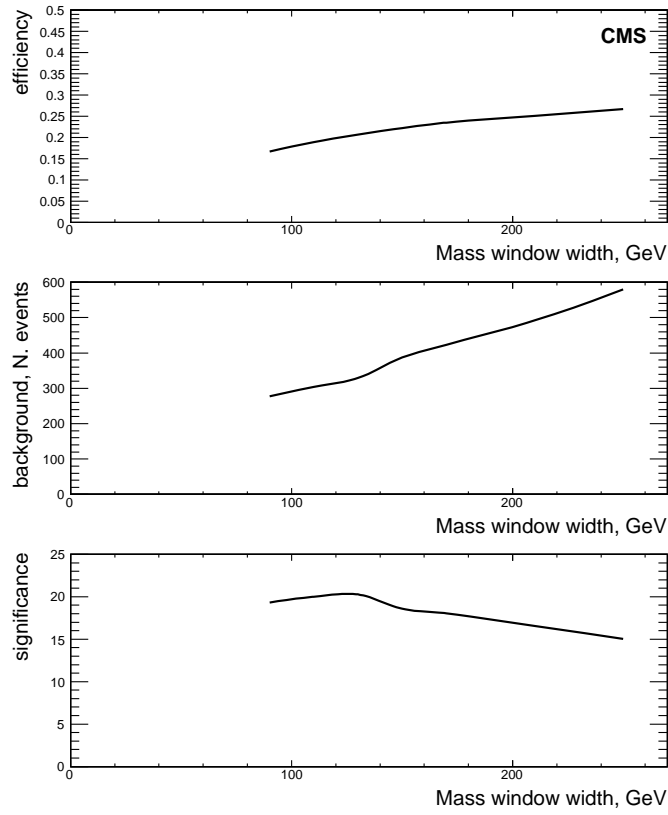 CMS
efficiency
0.5
0.45
0.4
0.35
0.3
0.25
0.2
0.15
0.1
0.05
0
0 100 200
Mass window width, GeV
background, N. events
600
500
400
300
200
100
0
0 100 200
Mass window width, GeV
significance
25
20
15
10
5
0
0 100 200
Mass window width, GeV